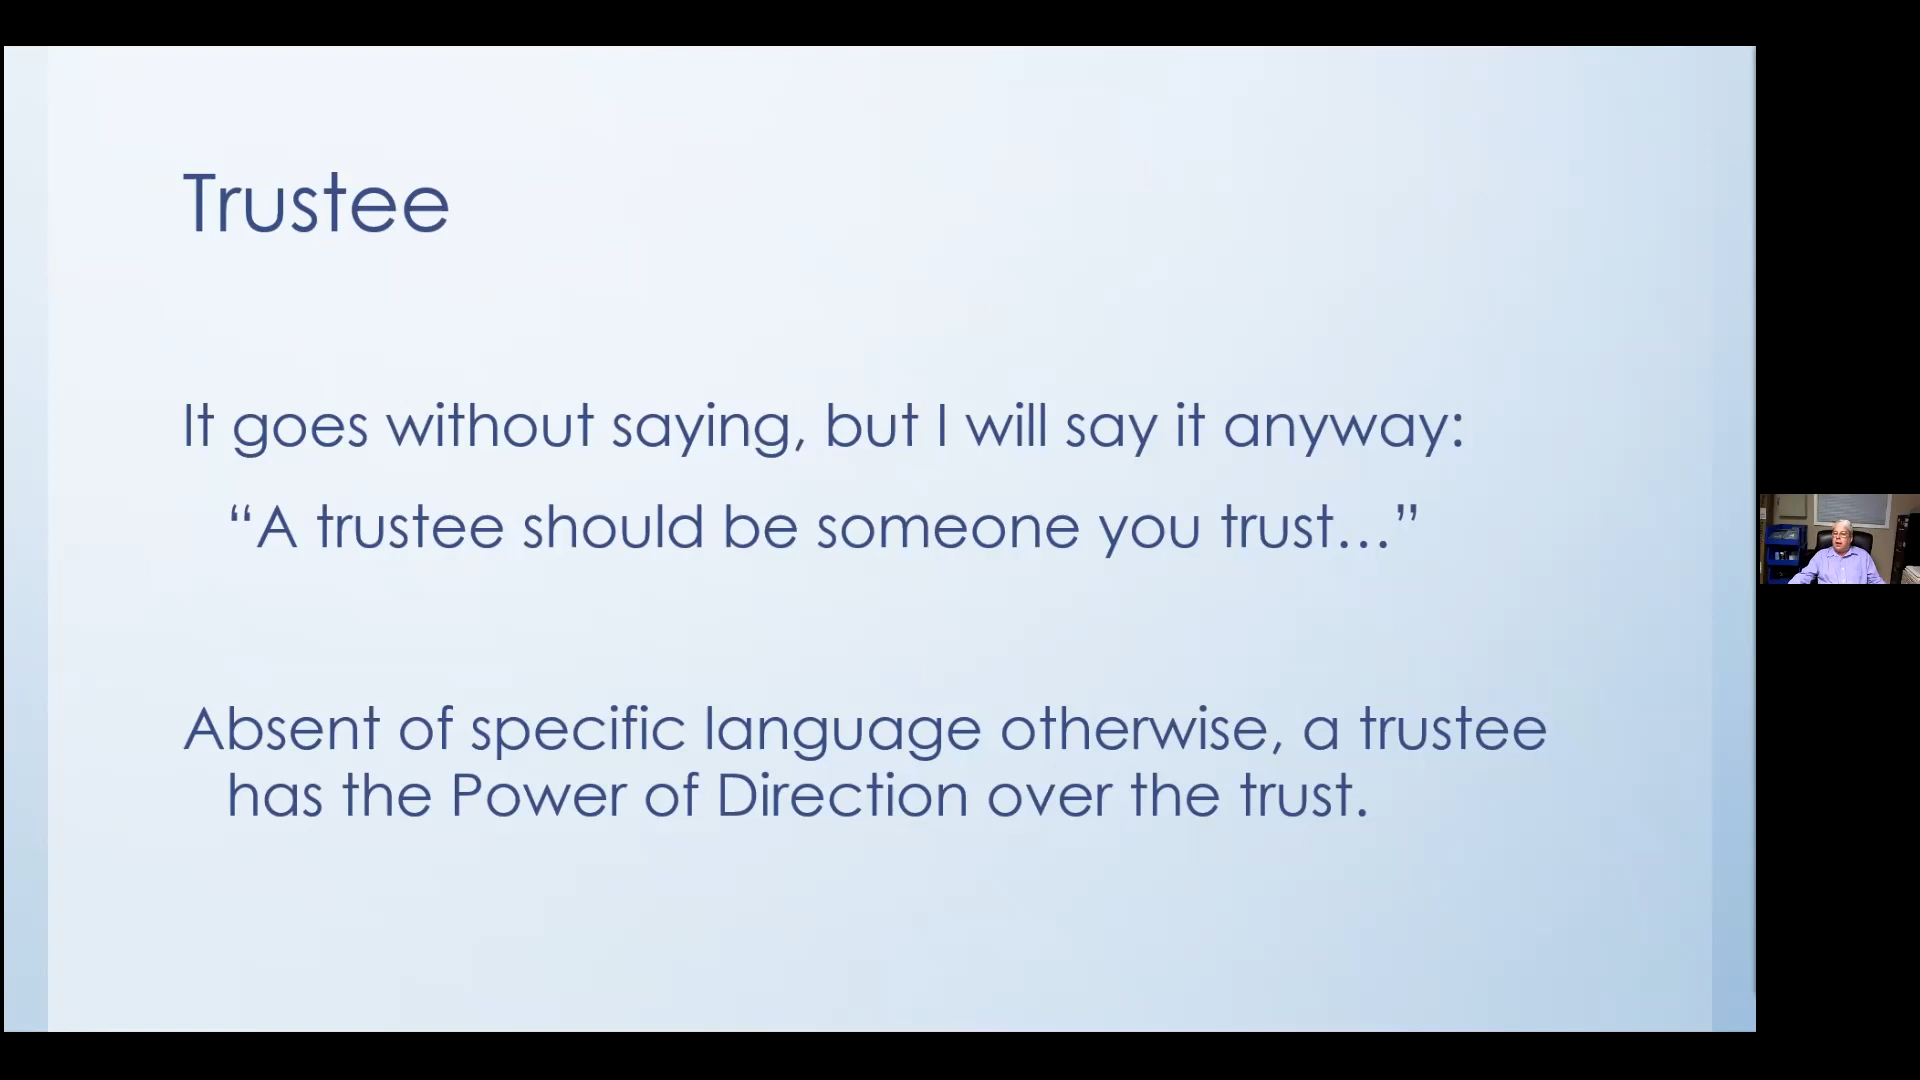 Trustee
It goes without saying, but I will say it anyway:
“A trustee should be someone you trust…”
Absent of specific language otherwise, a trustee
has the Power of Direction over the trust.